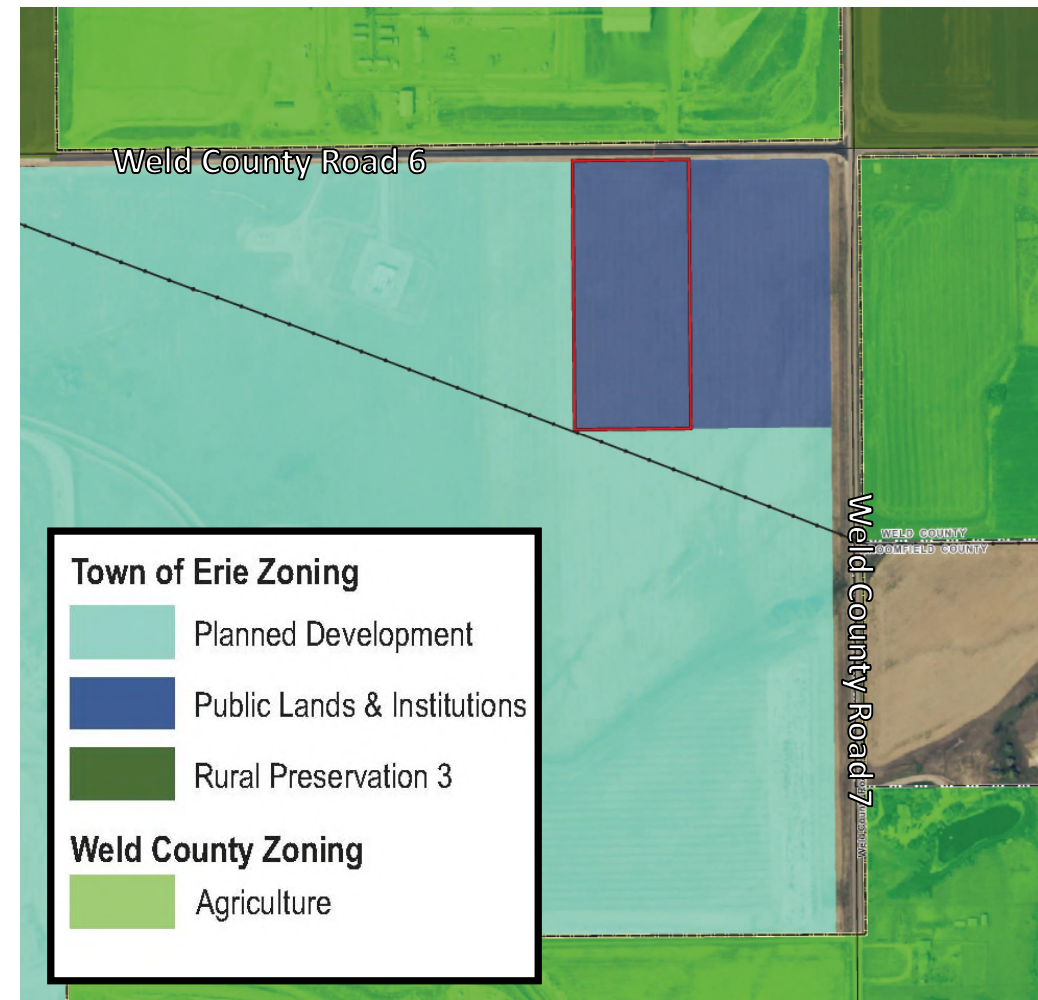 Weld County Road 6
WELD COUNTY
OOMFIELD COUNTY
Weld County Road 7
Town of Erie Zoning
Planned Development
Public Lands & Institutions
Rural Preservation 3
Weld County Zoning
Agriculture